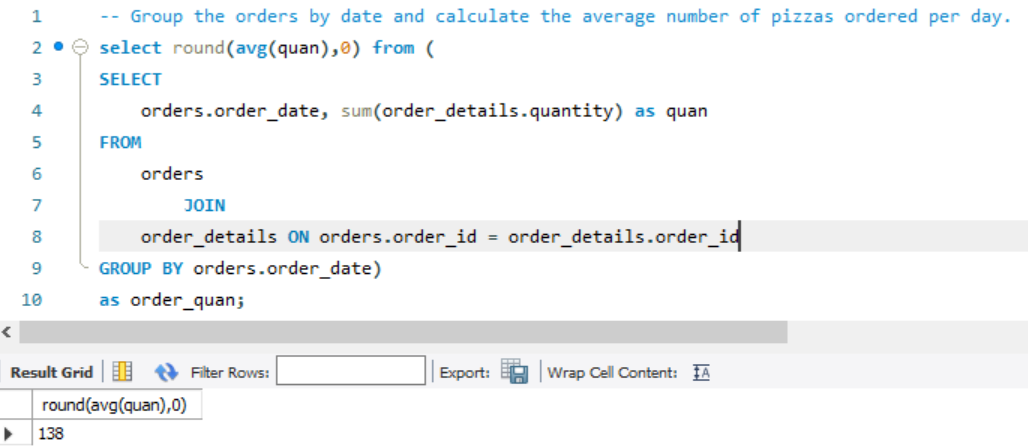 1 -- Group the orders by date and calculate the average number of pizzas ordered per day.
2 select round(avg(quan),0) from (
3 SELECT
4 orders.order_date, sum(order_details.quantity) as quan
5 FROM
6 orders
7 JOIN
8 order_details ON orders.order_id = order_details.order_id
9 GROUP BY orders.order_date)
10 as order_quan;
Result Grid Filter Rows: Export: Wrap Cell Content: IA
round(avg(quan),0)
138